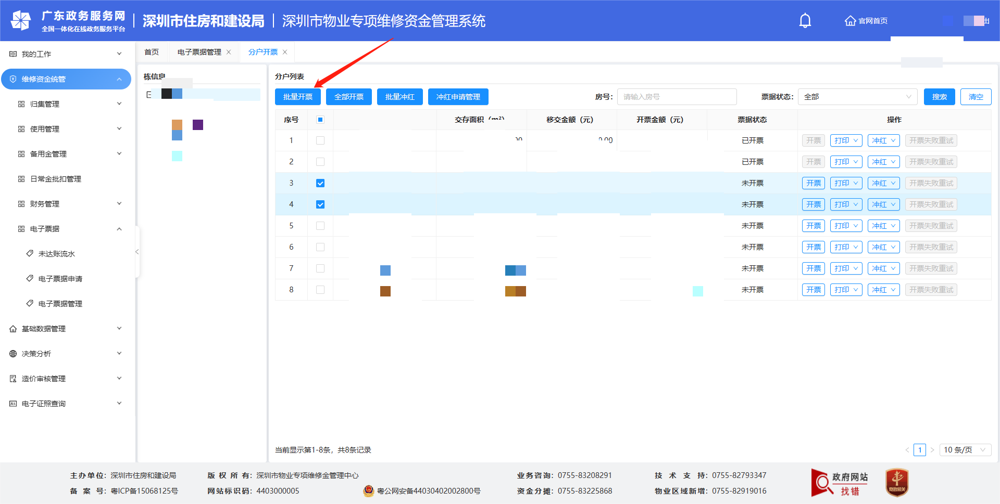 广东政务服务网
全国一体化在线政务服务平台
深圳市住房和建设局
深圳市物业专项维修资金管理系统
官网首页
出
我的工作
维修资金统管
归集管理
使用管理
备用金管理
日常金批扣管理
财务管理
电子票据
未达账流水
电子票据申请
电子票据管理
基础数据管理
决策分析
造价审核管理
电子证照查询
首页 电子票据管理 分户开票
栋信息
分户列表
批量开票 全部开票 批量冲红 冲红申请管理 房号: 请输入房号 票据状态: 全部 搜索 清空
序号 交存面积（m²） 移交金额（元） 开票金额（元） 票据状态 操作
1 已开票 开票 打印 冲红 开票失败重试
2 已开票 开票 打印 冲红 开票失败重试
3 未开票 开票 打印 冲红 开票失败重试
4 未开票 开票 打印 冲红 开票失败重试
5 未开票 开票 打印 冲红 开票失败重试
6 未开票 开票 打印 冲红 开票失败重试
7 未开票 开票 打印 冲红 开票失败重试
8 未开票 开票 打印 冲红 开票失败重试
当前显示第1-8条，共8条记录 1 10 条/页
主办单位: 深圳市住房和建设局 版权所有: 深圳市物业专项维修金管理中心 业务咨询: 0755-83208291 技术支持: 0755-82793347
备案号: 粤ICP备15068125号 网站标识码: 4403000005 粤公网安备44030402002800号 资金分摊: 0755-83225868 物业区域新增: 0755-82919016
政府网站
找错
党政机关